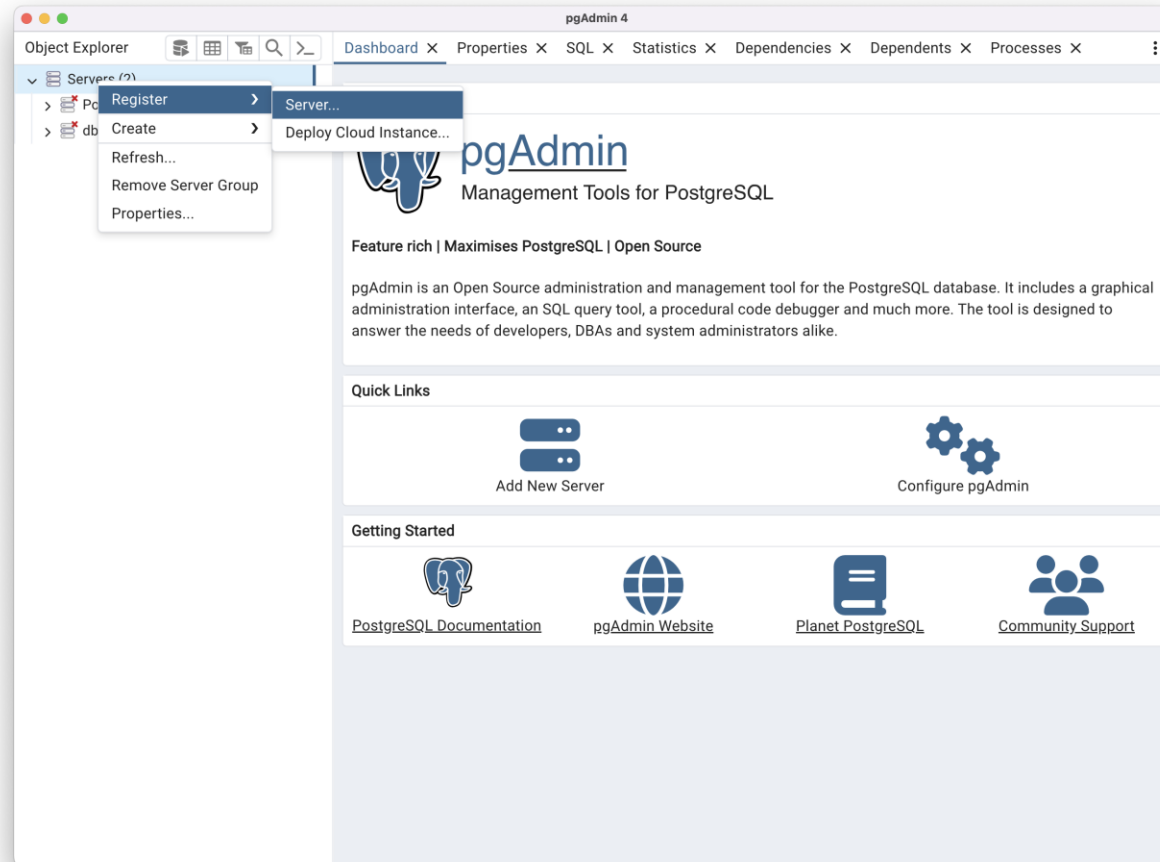 pgAdmin 4
Object Explorer
Dashboard
Properties
SQL
Statistics
Dependencies
Dependents
Processes
Servers (2)
db
Register
Create
Refresh...
Remove Server Group
Properties...
Server...
Deploy Cloud Instance...
pgAdmin
Management Tools for PostgreSQL
Feature rich | Maximises PostgreSQL | Open Source
pgAdmin is an Open Source administration and management tool for the PostgreSQL database. It includes a graphical
administration interface, an SQL query tool, a procedural code debugger and much more. The tool is designed to
answer the needs of developers, DBAs and system administrators alike.
Quick Links
Add New Server
Configure pgAdmin
Getting Started
PostgreSQL Documentation
pgAdmin Website
Planet PostgreSQL
Community Support